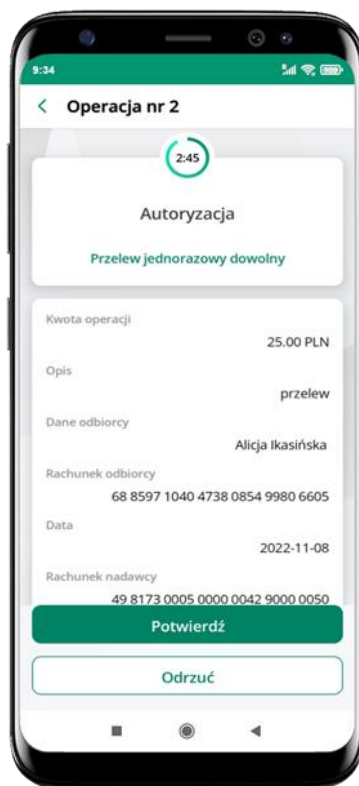 9:34
Operacja nr 2
2:45
Autoryzacja
Przelew jednorazowy dowolny
Kwota operacji
25.00 PLN
Opis
przelew
Dane odbiorcy
Alicja Ikasińska
Rachunek odbiorcy
68 8597 1040 4738 0854 9980 6605
Data
2022-11-08
Rachunek nadawcy
49 8173 0005 0000 0042 9000 0050
Potwierdź
Odrzuć